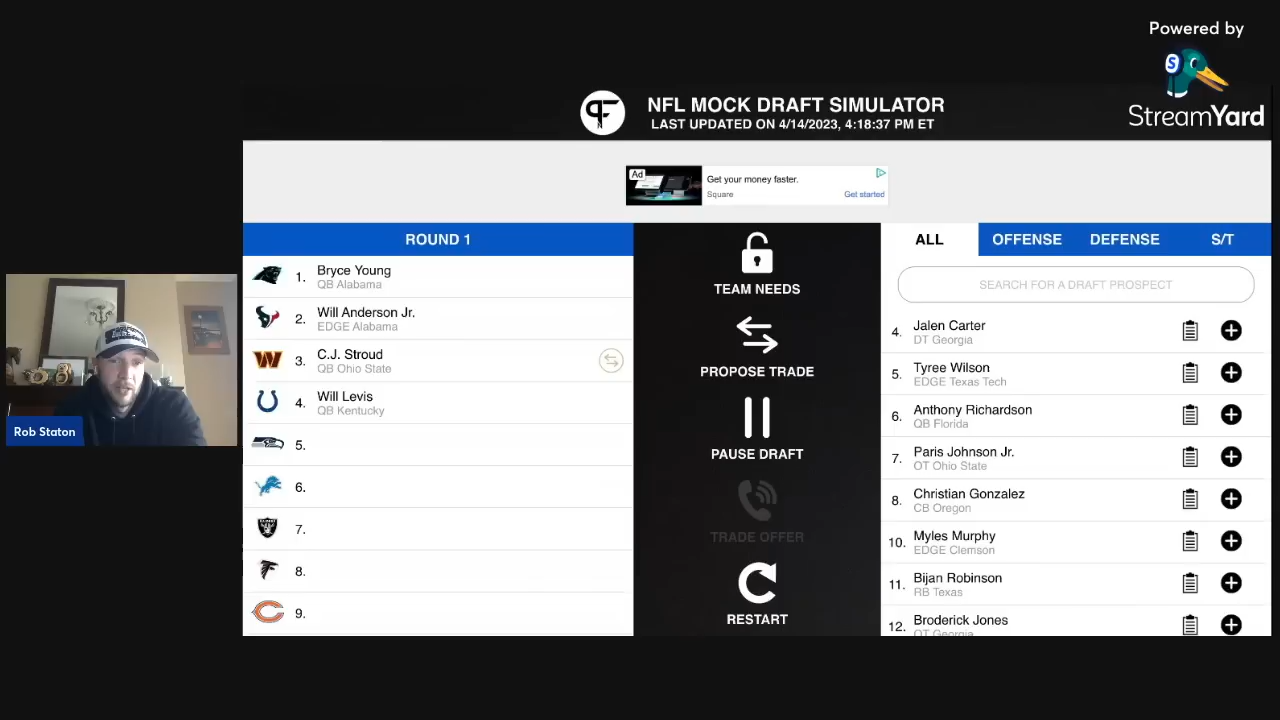 Powered by
StreamYard
S
PFN
NFL MOCK DRAFT SIMULATOR
LAST UPDATED ON 4/14/2023, 4:18:37 PM ET
Ad
Get your money faster.
Square
Get started
ROUND 1
1. Bryce Young
QB Alabama
2. Will Anderson Jr.
EDGE Alabama
3. C.J. Stroud
QB Ohio State
4. Will Levis
QB Kentucky
5.
6.
7.
8.
9.
TEAM NEEDS
PROPOSE TRADE
PAUSE DRAFT
TRADE OFFER
RESTART
ALL OFFENSE DEFENSE S/T
SEARCH FOR A DRAFT PROSPECT
4. Jalen Carter
DT Georgia
5. Tyree Wilson
EDGE Texas Tech
6. Anthony Richardson
QB Florida
7. Paris Johnson Jr.
OT Ohio State
8. Christian Gonzalez
CB Oregon
10. Myles Murphy
EDGE Clemson
11. Bijan Robinson
RB Texas
12. Broderick Jones
OT Georgia
Rob Staton